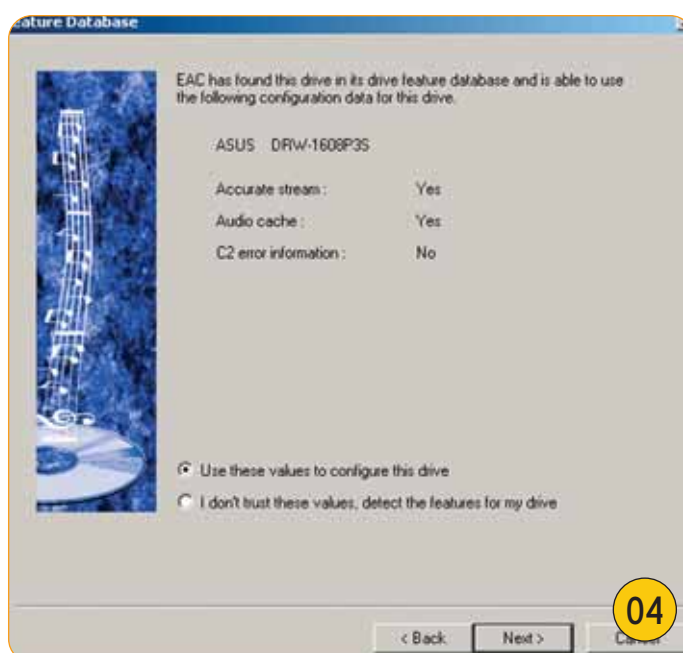 eature Database
EAC has found this drive in its drive feature database and is able to use
the following configuration data for this drive.
ASUS DRW-1608P3S
Accurate stream : Yes
Audio cache : Yes
C2 error information : No
Use these values to configure this drive
I don't trust these values, detect the features for my drive
< Back Next >
04